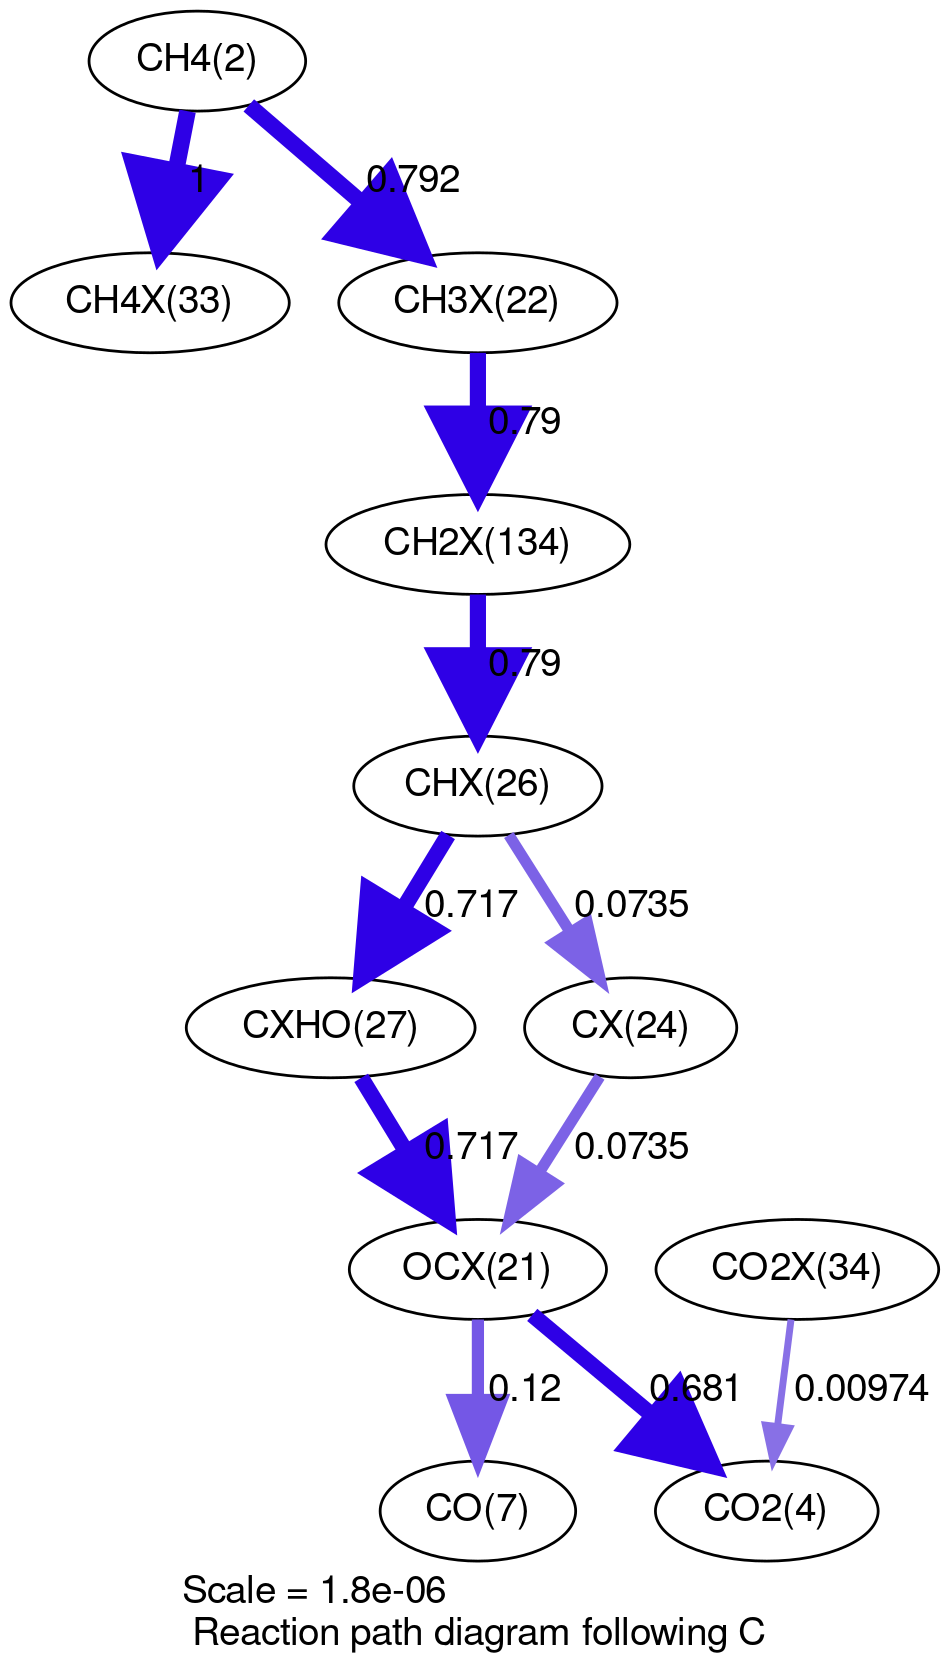 CH4(2)
1
0.792
CH4X(33)
CH3X(22)
0.79
CH2X(134)
0.79
CHX(26)
0.717
0.0735
CXHO(27)
CX(24)
0.717
0.0735
OCX(21)
CO2X(34)
0.12
0.681
0.00974
CO(7)
CO2(4)
Scale = 1.8e-06
Reaction path diagram following C